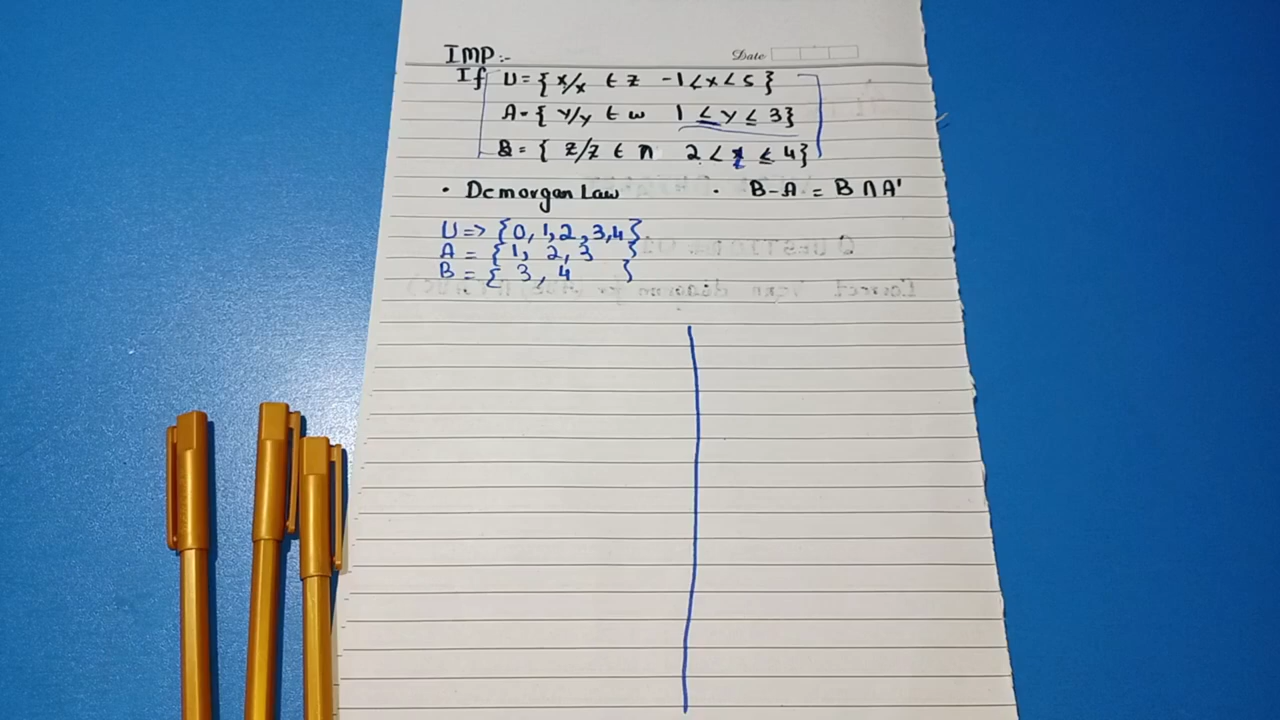 IMP:-
Date
If U = { x/x ∈ z -1 < x < 5 }
A = { y/y ∈ w 1 ≤ y ≤ 3 }
B = { z/z ∈ n 2 < z ≤ 4 }
• Demorgan Law • B - A = B ∩ A'
U => { 0, 1, 2, 3, 4 }
A = { 1, 2, 3 }
B = { 3, 4 }